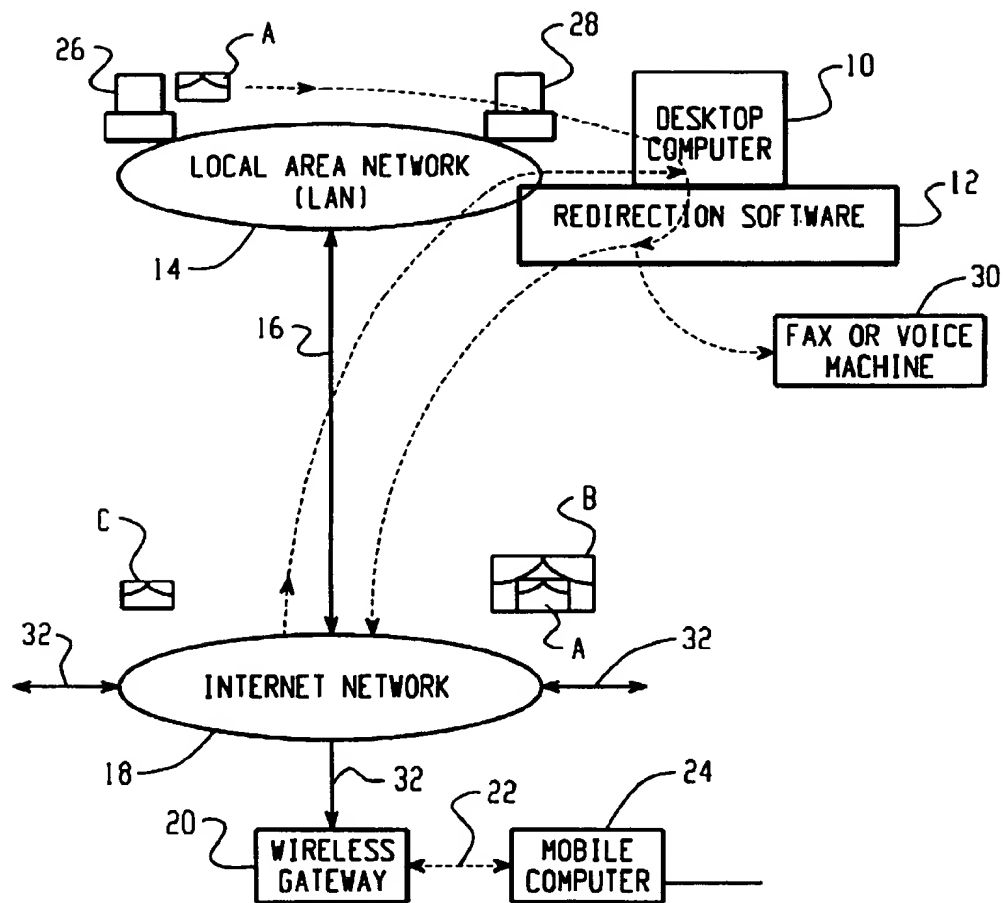 26
A
28
10
DESKTOP
COMPUTER
LOCAL AREA NETWORK
(LAN)
REDIRECTION SOFTWARE
12
14
30
16
FAX OR VOICE
MACHINE
C
B
A
32
32
INTERNET NETWORK
18
32
24
20
22
WIRELESS
GATEWAY
MOBILE
COMPUTER